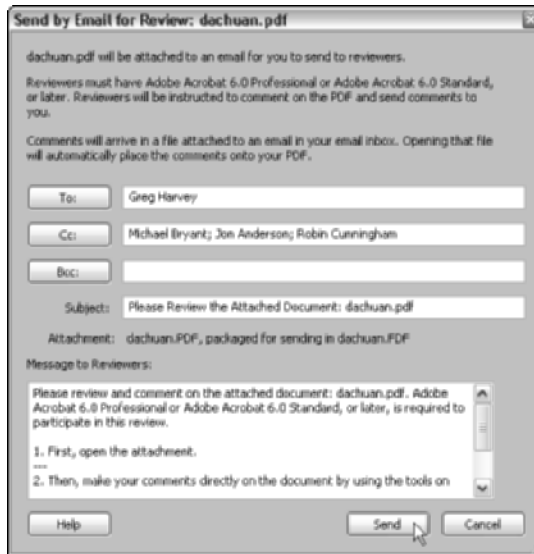 Send by Email for Review: dachuan.pdf
dachuan.pdf will be attached to an email for you to send to reviewers.
Reviewers must have Adobe Acrobat 6.0 Professional or Adobe Acrobat 6.0 Standard,
or later. Reviewers will be instructed to comment on the PDF and send comments to
you.
Comments will arrive in a file attached to an email in your email inbox. Opening that file
will automatically place the comments onto your PDF.
To: Greg Harvey
Cc: Michael Bryant; Jon Anderson; Robin Cunningham
Bcc:
Subject: Please Review the Attached Document: dachuan.pdf
Attachment: dachuan.PDF, packaged for sending in dachuan.FDF
Message to Reviewers:
Please review and comment on the attached document: dachuan.pdf. Adobe
Acrobat 6.0 Professional or Adobe Acrobat 6.0 Standard, or later, is required to
participate in this review.
1. First, open the attachment.
---
2. Then, make your comments directly on the document by using the tools on
Help Send Cancel